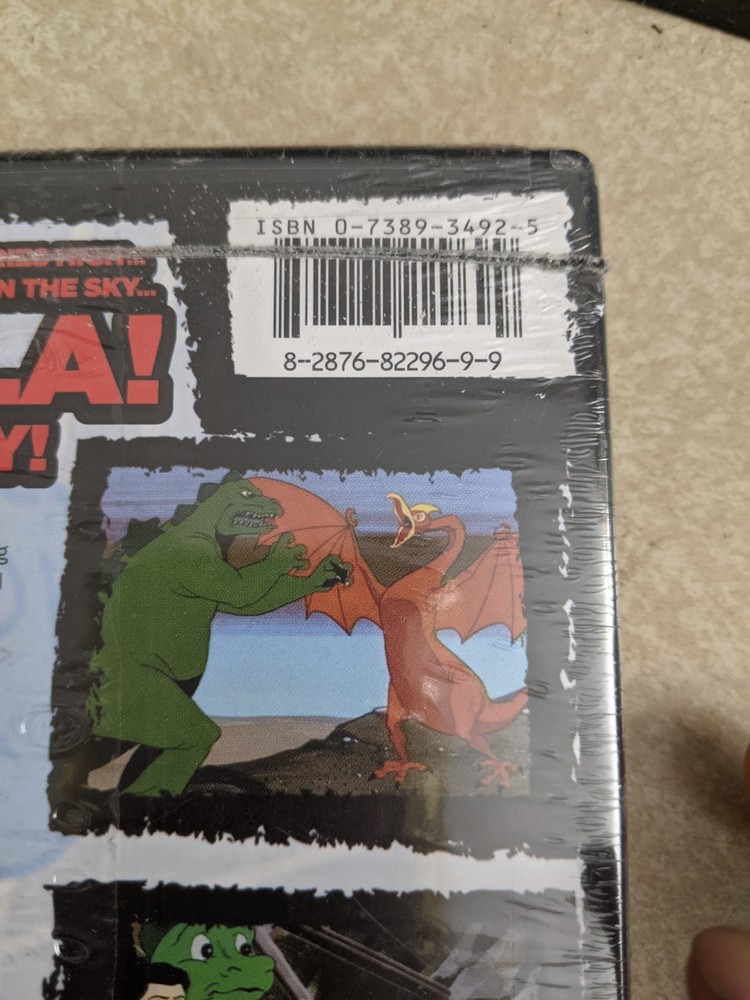 ISBN 0-7389-3492-5
8-2876-82296-9-9
N THE SKY...
LA!
Y!